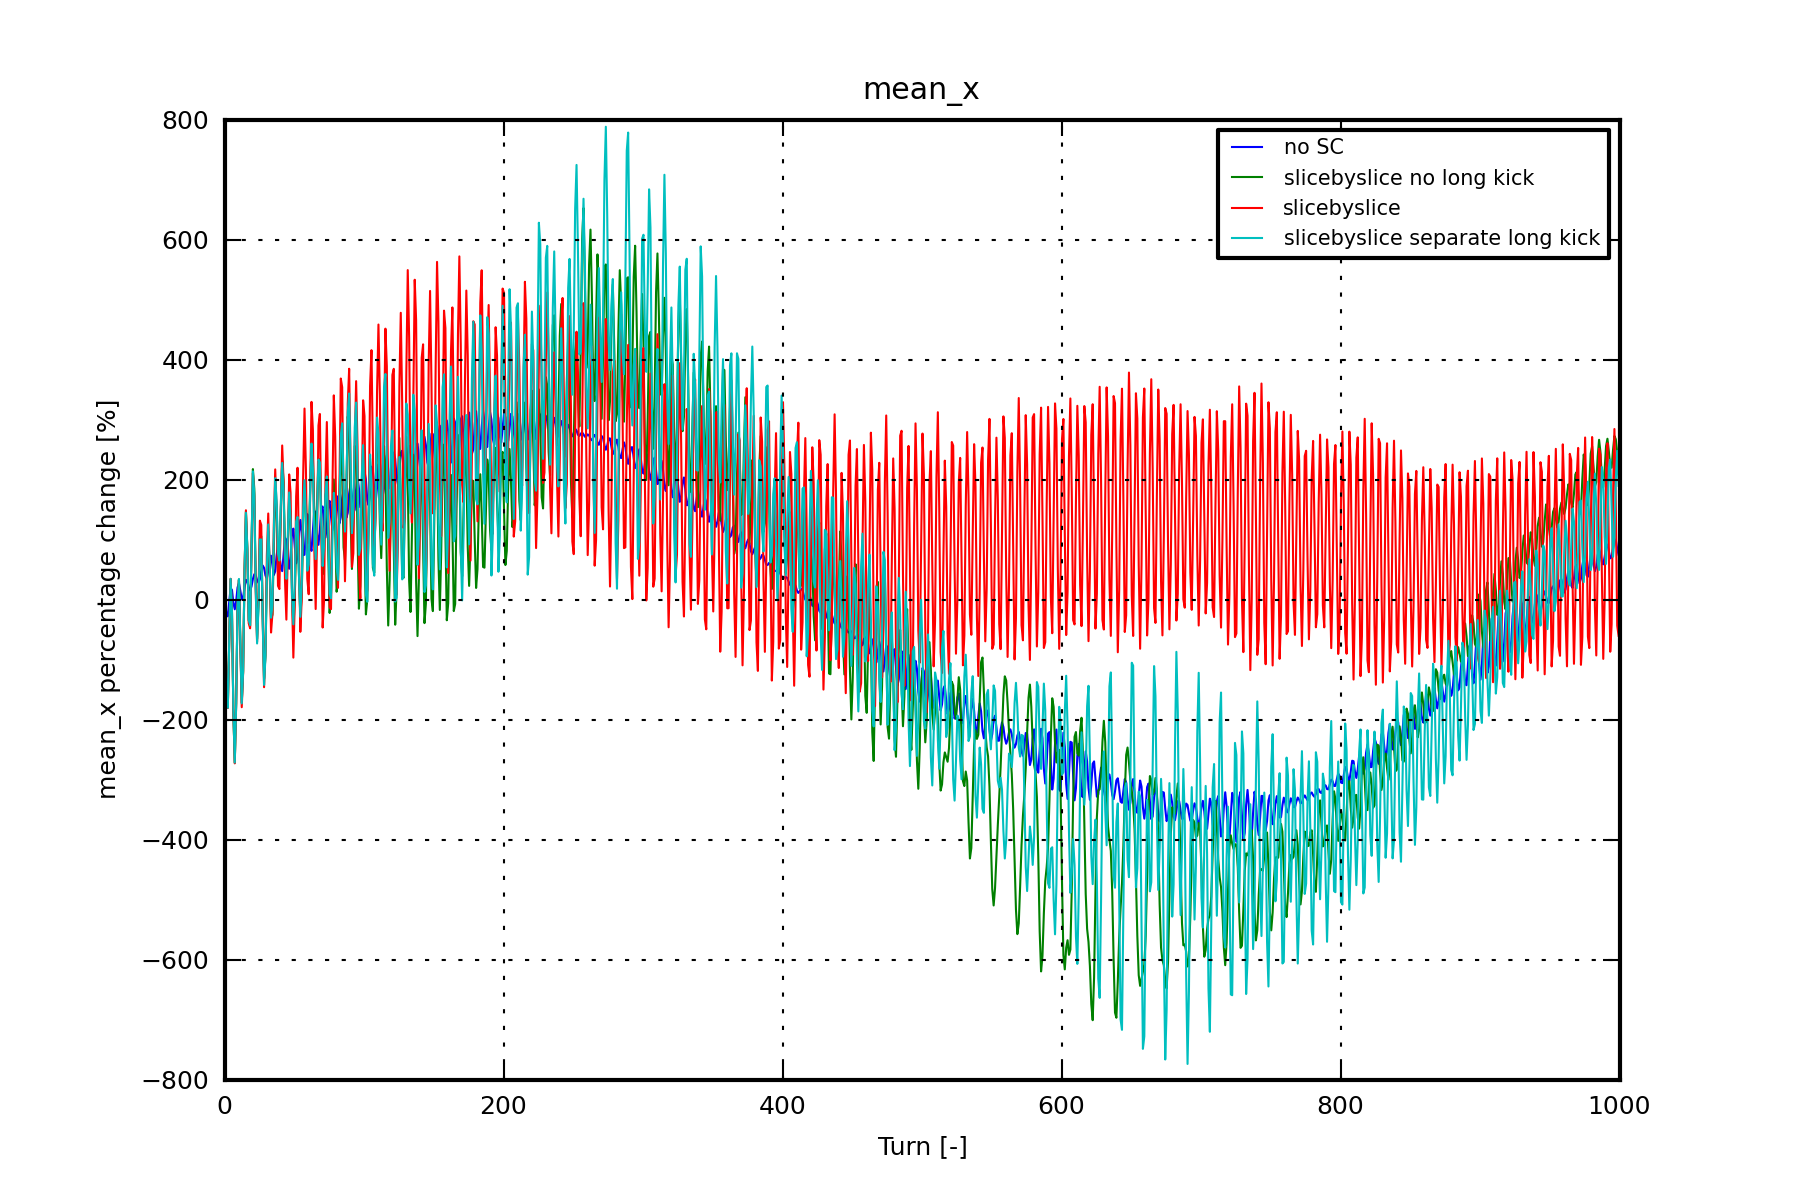 mean_x
no SC
slicebyslice no long kick
slicebyslice
slicebyslice separate long kick
mean_x percentage change [%]
800
600
400
200
0
−200
−400
−600
−800
0 200 400 600 800 1000
Turn [-]